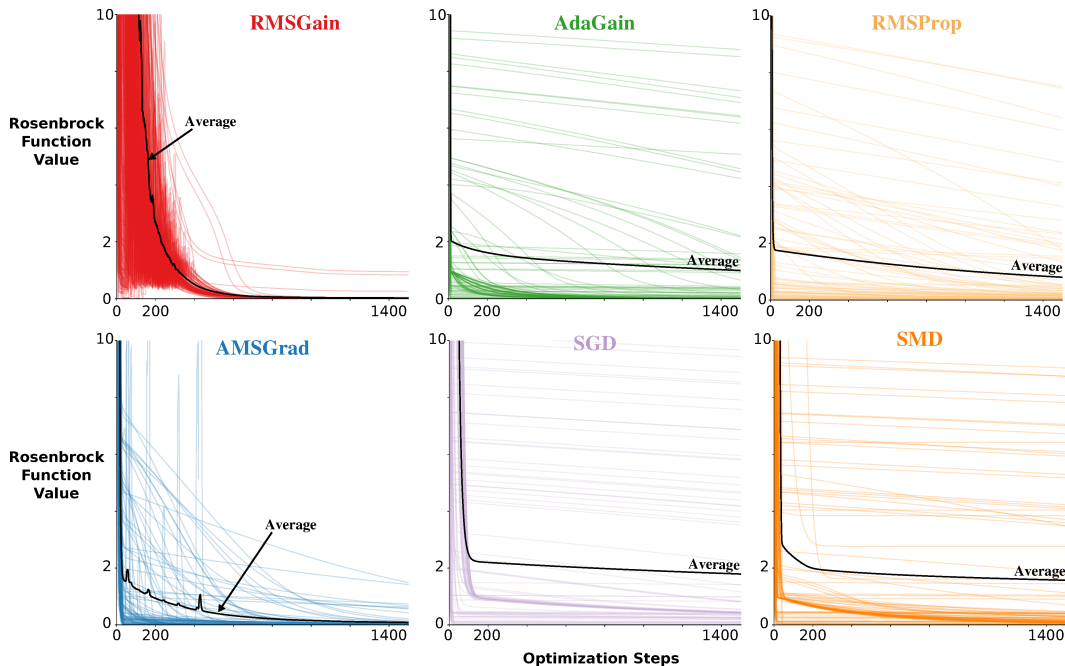 RMSGain
AdaGain
RMSProp
10
10
10
Rosenbrock
Function
Value
Average
2
2
2
Average
Average
0
0
0
0
200
1400
0
200
1400
0
200
1400
AMSGrad
SGD
SMD
10
10
10
Rosenbrock
Function
Value
Average
2
2
2
Average
Average
0
0
0
0
200
1400
0
200
1400
0
200
1400
Optimization Steps